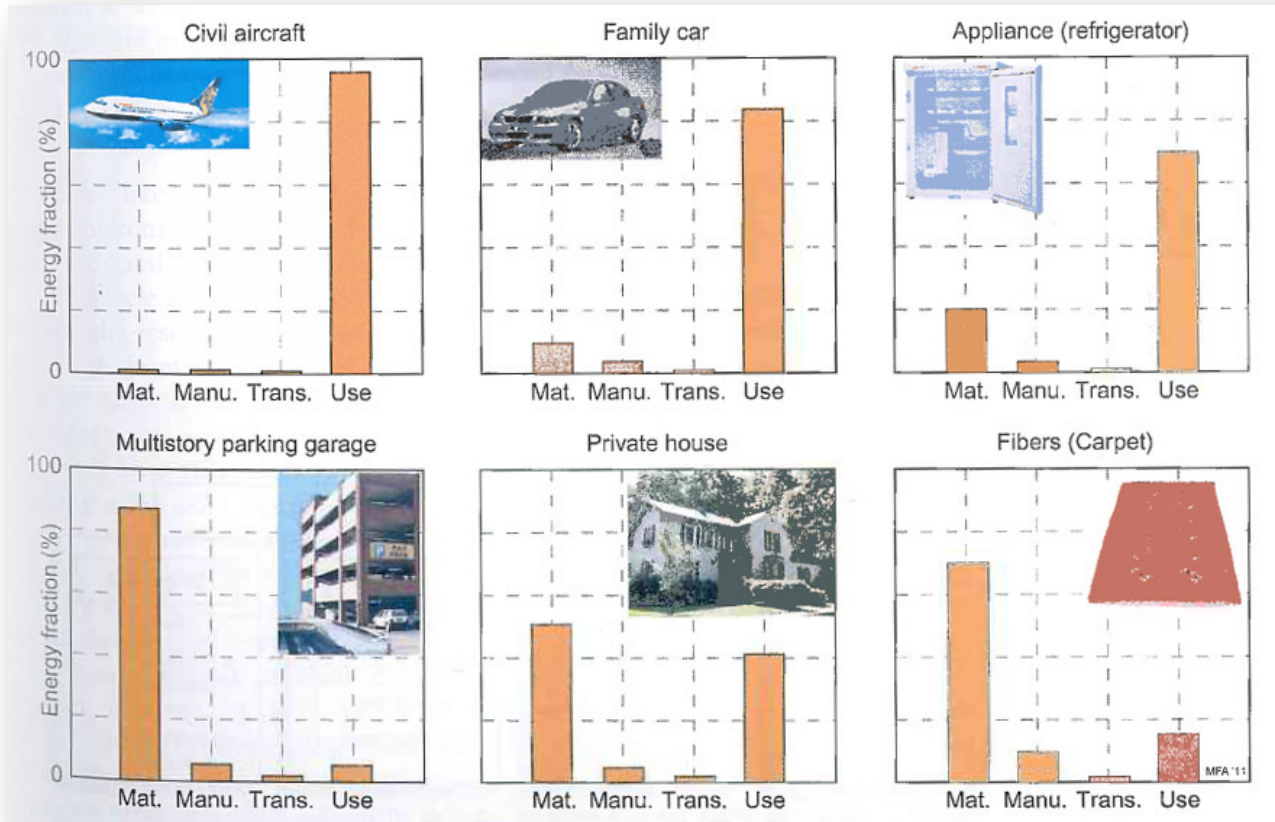 Civil aircraft
Family car
Appliance (refrigerator)
100
Energy fraction (%)
0
Mat. Manu. Trans. Use
Mat. Manu. Trans. Use
Mat. Manu. Trans. Use
Multistory parking garage
Private house
Fibers (Carpet)
100
Energy fraction (%)
0
Mat. Manu. Trans. Use
Mat. Manu. Trans. Use
Mat. Manu. Trans. Use
MFA '11